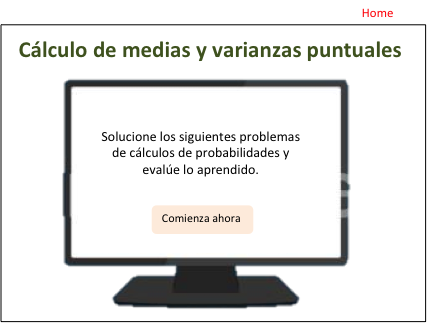 Home
Cálculo de medias y varianzas puntuales
Solucione los siguientes problemas
de cálculos de probabilidades y
evalúe lo aprendido.
Comienza ahora